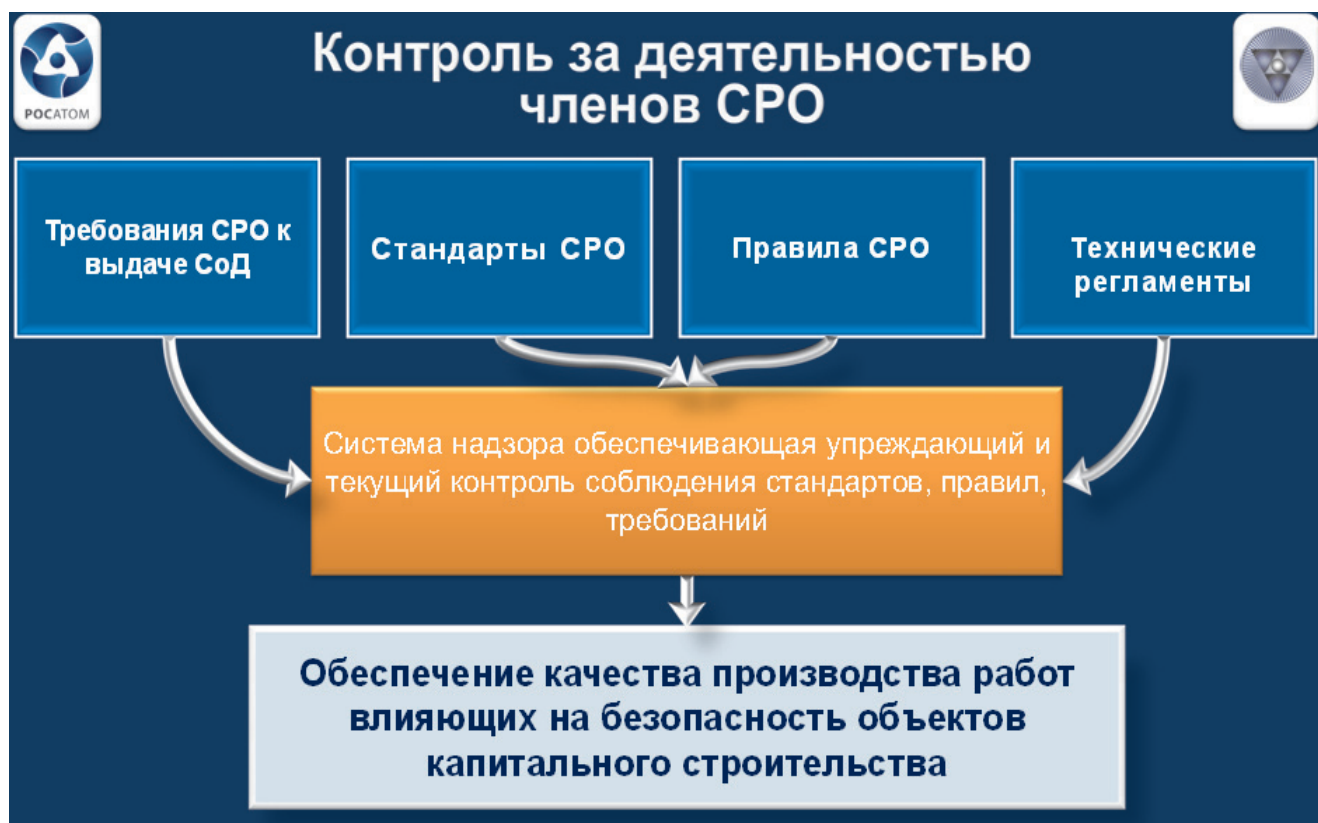 Контроль за деятельностью
членов СРО
РОСАТОМ
Требования СРО к
выдаче СоД
Стандарты СРО
Правила СРО
Технические
регламенты
Система надзора обеспечивающая упреждающий и
текущий контроль соблюдения стандартов, правил,
требований
Обеспечение качества производства работ
влияющих на безопасность объектов
капитального строительства